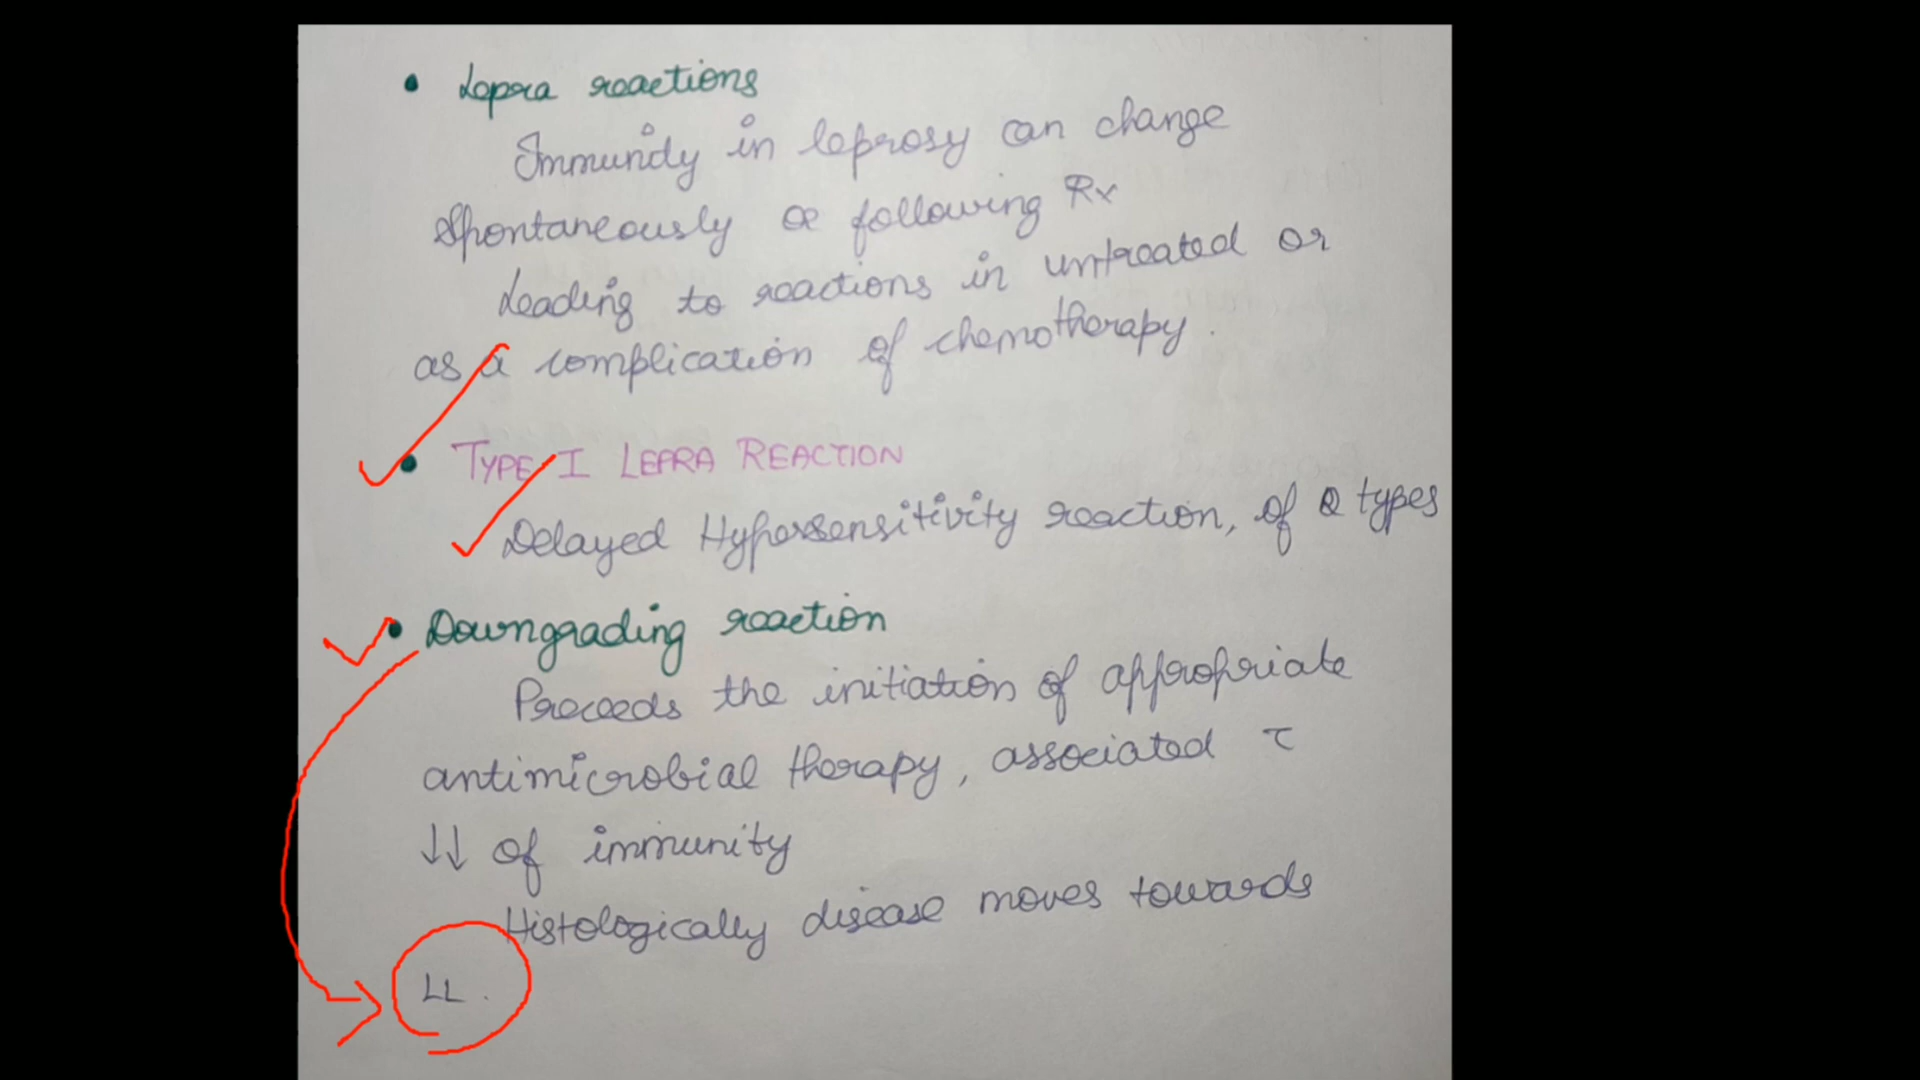 • Lepra reactions
Immunity in leprosy can change
Spontaneously or following Rx
Leading to reactions in untreated or
as a complication of chemotherapy.
• TYPE I LEPRA REACTION
Delayed Hypersensitivity reaction, of 2 types
• Downgrading reaction
Preceeds the initiation of appropriate
antimicrobial therapy, associated c̄
↓↓ of immunity
Histologically disease moves towards
LL.